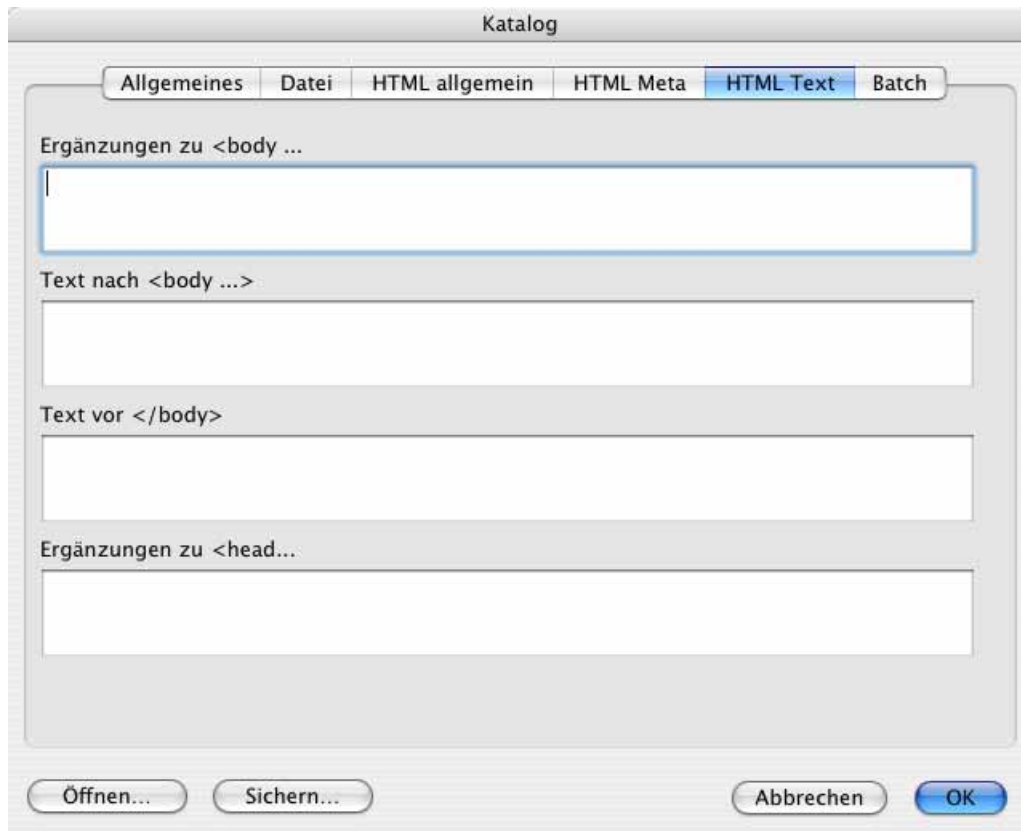 Katalog
Allgemeines Datei HTML allgemein HTML Meta HTML Text Batch
Ergänzungen zu <body ...
Text nach <body ...>
Text vor </body>
Ergänzungen zu <head...
Öffnen... Sichern... Abbrechen OK